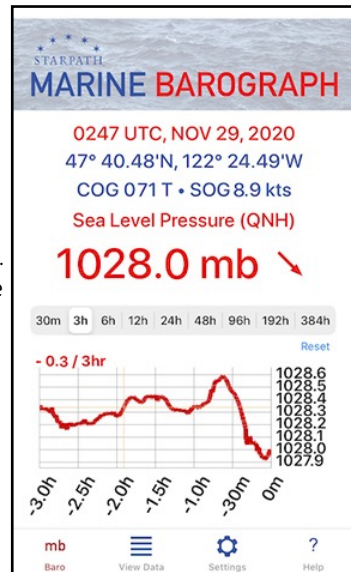 STARPATH
MARINE BAROGRAPH
0247 UTC, NOV 29, 2020
47° 40.48'N, 122° 24.49'W
COG 071 T • SOG 8.9 kts
Sea Level Pressure (QNH)
1028.0 mb
30m 3h 6h 12h 24h 48h 96h 192h 384h
Reset
- 0.3 / 3hr
1028.6
1028.5
1028.4
1028.3
1028.2
1028.1
1028.0
1027.9
-3.0h -2.5h -2.0h -1.5h -1.0h -30m 0m
mb ?
Baro View Data Settings Help